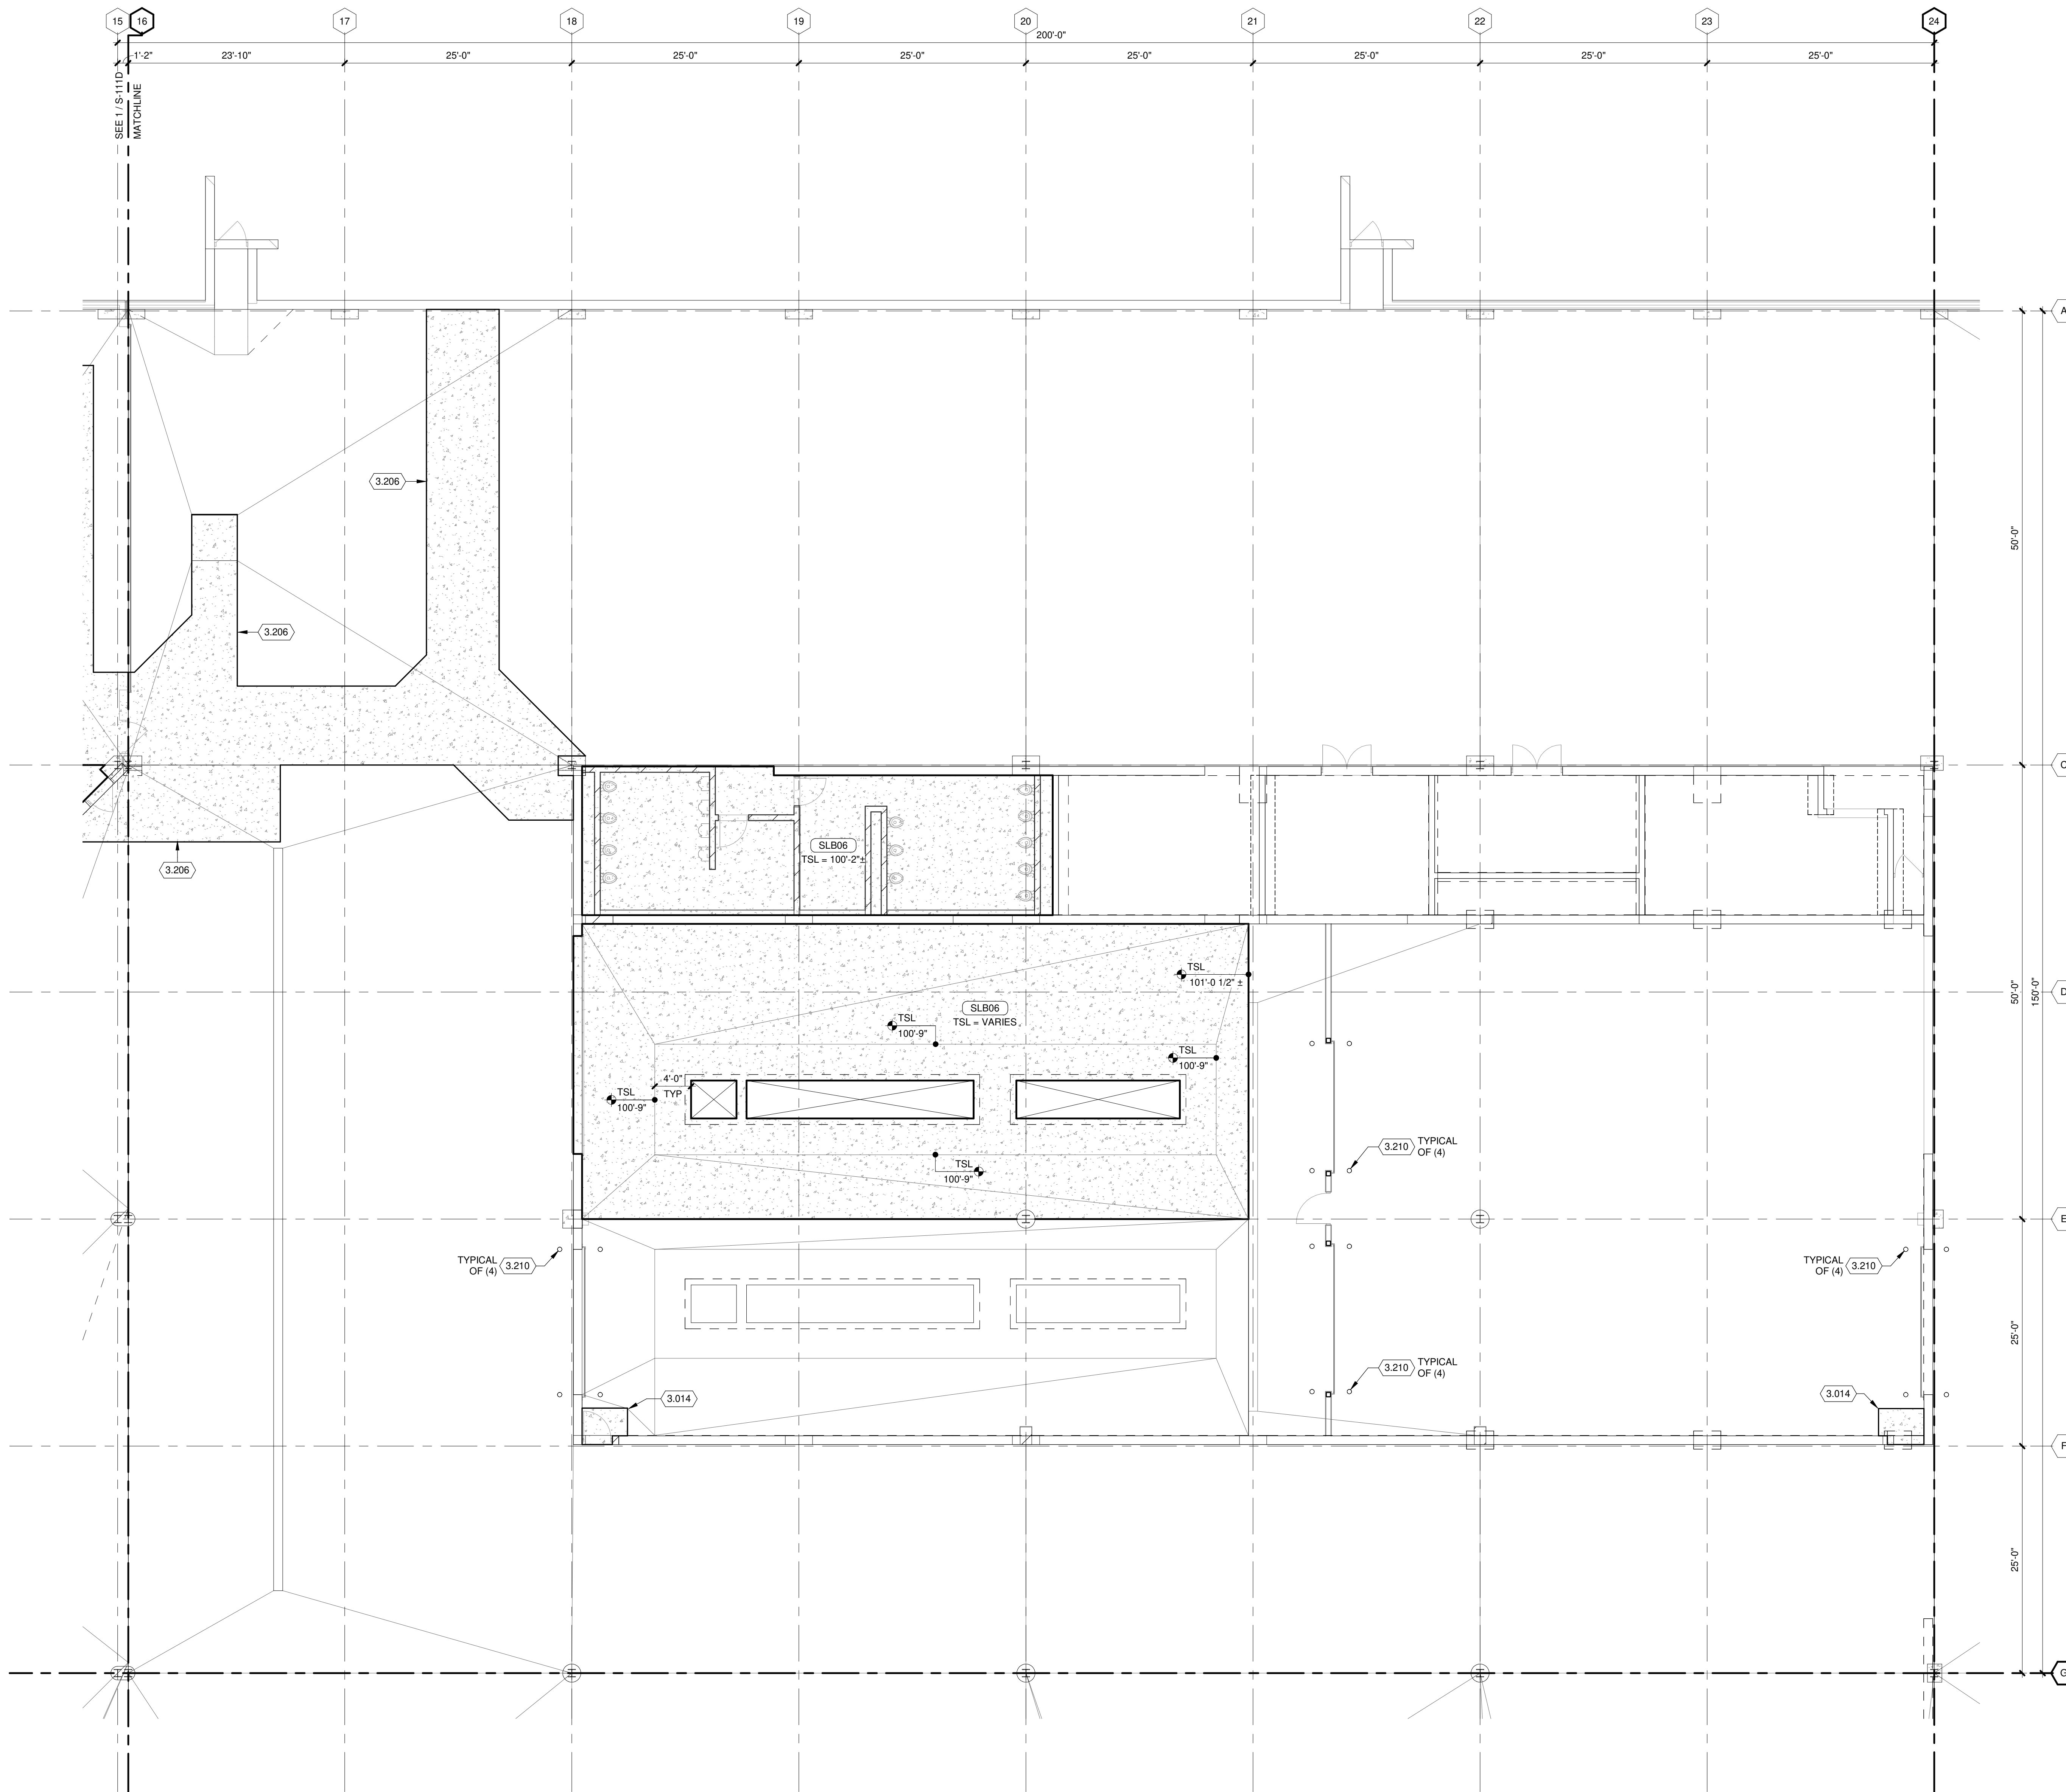 15
16
17
18
19
20
21
22
23
24
200'-0"
1'-2"
23'-10"
25'-0"
25'-0"
25'-0"
25'-0"
25'-0"
25'-0"
25'-0"
SEE 1 / S-111D
MATCHLINE
A
3.206
50'-0"
3.206
C
SLB06
TSL = 100'-2"±
3.206
TSL
101'-0 1/2" ±
50'-0"
150'-0"
D
SLB06
TSL = VARIES
TSL
100'-9"
TSL
100'-9"
4'-0"
TYP
TSL
100'-9"
3.210
TYPICAL
OF (4)
TSL
100'-9"
E
TYPICAL
OF (4)
3.210
TYPICAL
OF (4)
3.210
25'-0"
3.210
TYPICAL
OF (4)
3.014
3.014
F
25'-0"
G